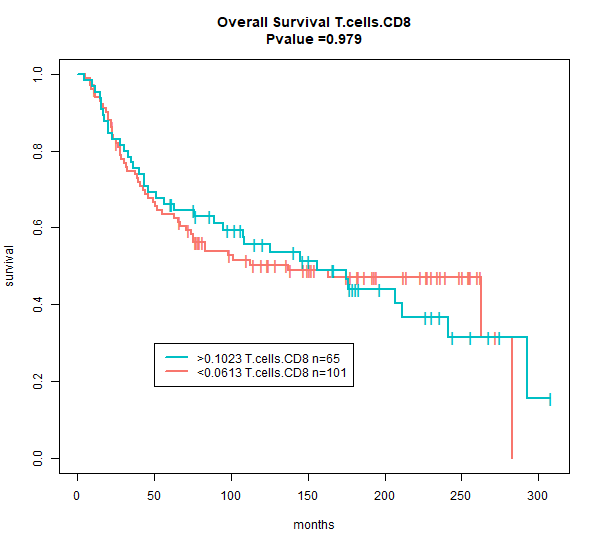 Overall Survival T.cells.CD8
Pvalue =0.979
1.0
0.8
0.6
0.4
0.2
0.0
survival
>0.1023 T.cells.CD8 n=65
<0.0613 T.cells.CD8 n=101
0 50 100 150 200 250 300
months